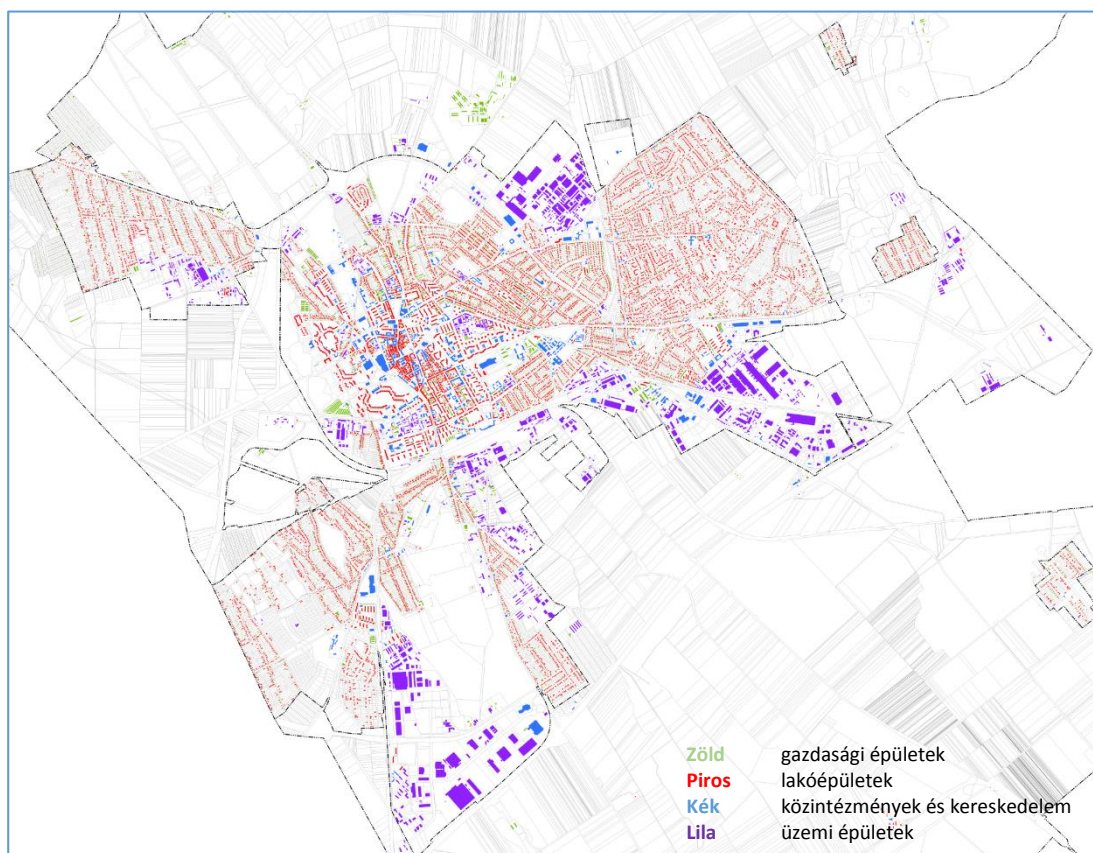 Zöld gazdasági épületek
Piros lakóépületek
Kék közintézmények és kereskedelem
Lila üzemi épületek